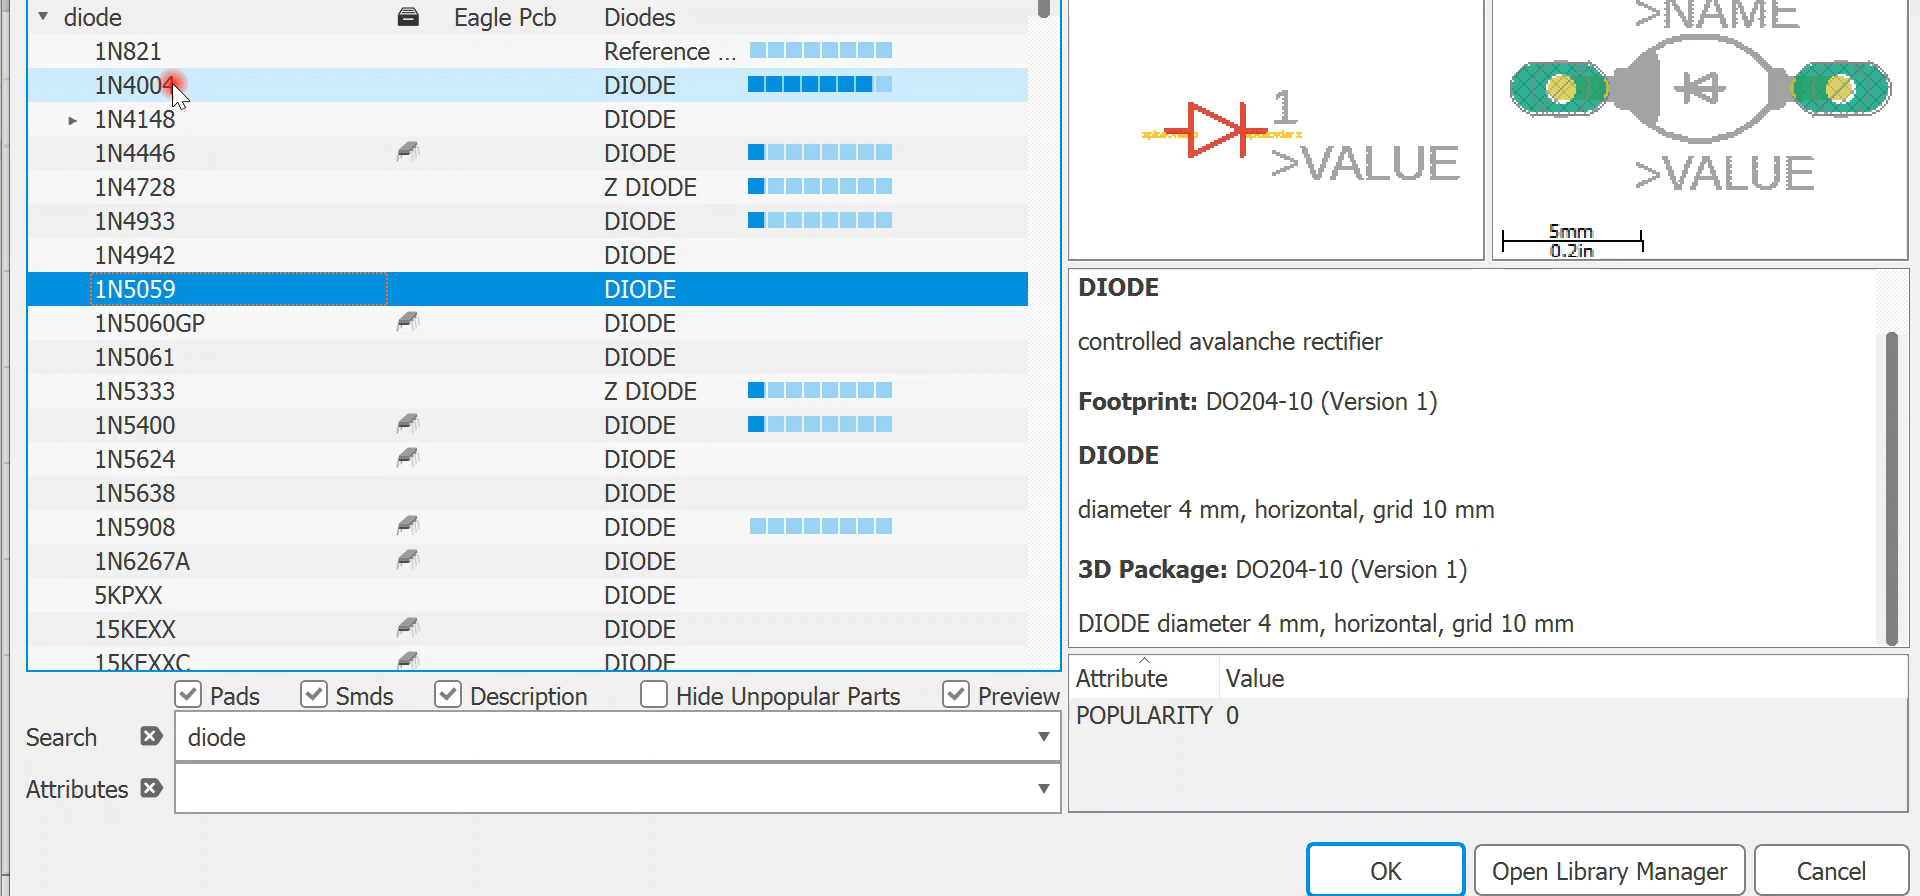 diode Eagle Pcb Diodes
1N821 Reference ...
1N4004 DIODE
1N4148 DIODE
1N4446 DIODE
1N4728 Z DIODE
1N4933 DIODE
1N4942 DIODE
1N5059 DIODE
1N5060GP DIODE
1N5061 DIODE
1N5333 Z DIODE
1N5400 DIODE
1N5624 DIODE
1N5638 DIODE
1N5908 DIODE
1N6267A DIODE
5KPXX DIODE
15KEXX DIODE
15KEXXC DIODE
Pads Smds Description Hide Unpopular Parts Preview
Search diode
Attributes
1
>VALUE
>NAME
>VALUE
5mm
0.2in
DIODE
controlled avalanche rectifier
Footprint: DO204-10 (Version 1)
DIODE
diameter 4 mm, horizontal, grid 10 mm
3D Package: DO204-10 (Version 1)
DIODE diameter 4 mm, horizontal, grid 10 mm
Attribute Value
POPULARITY 0
OK Open Library Manager Cancel